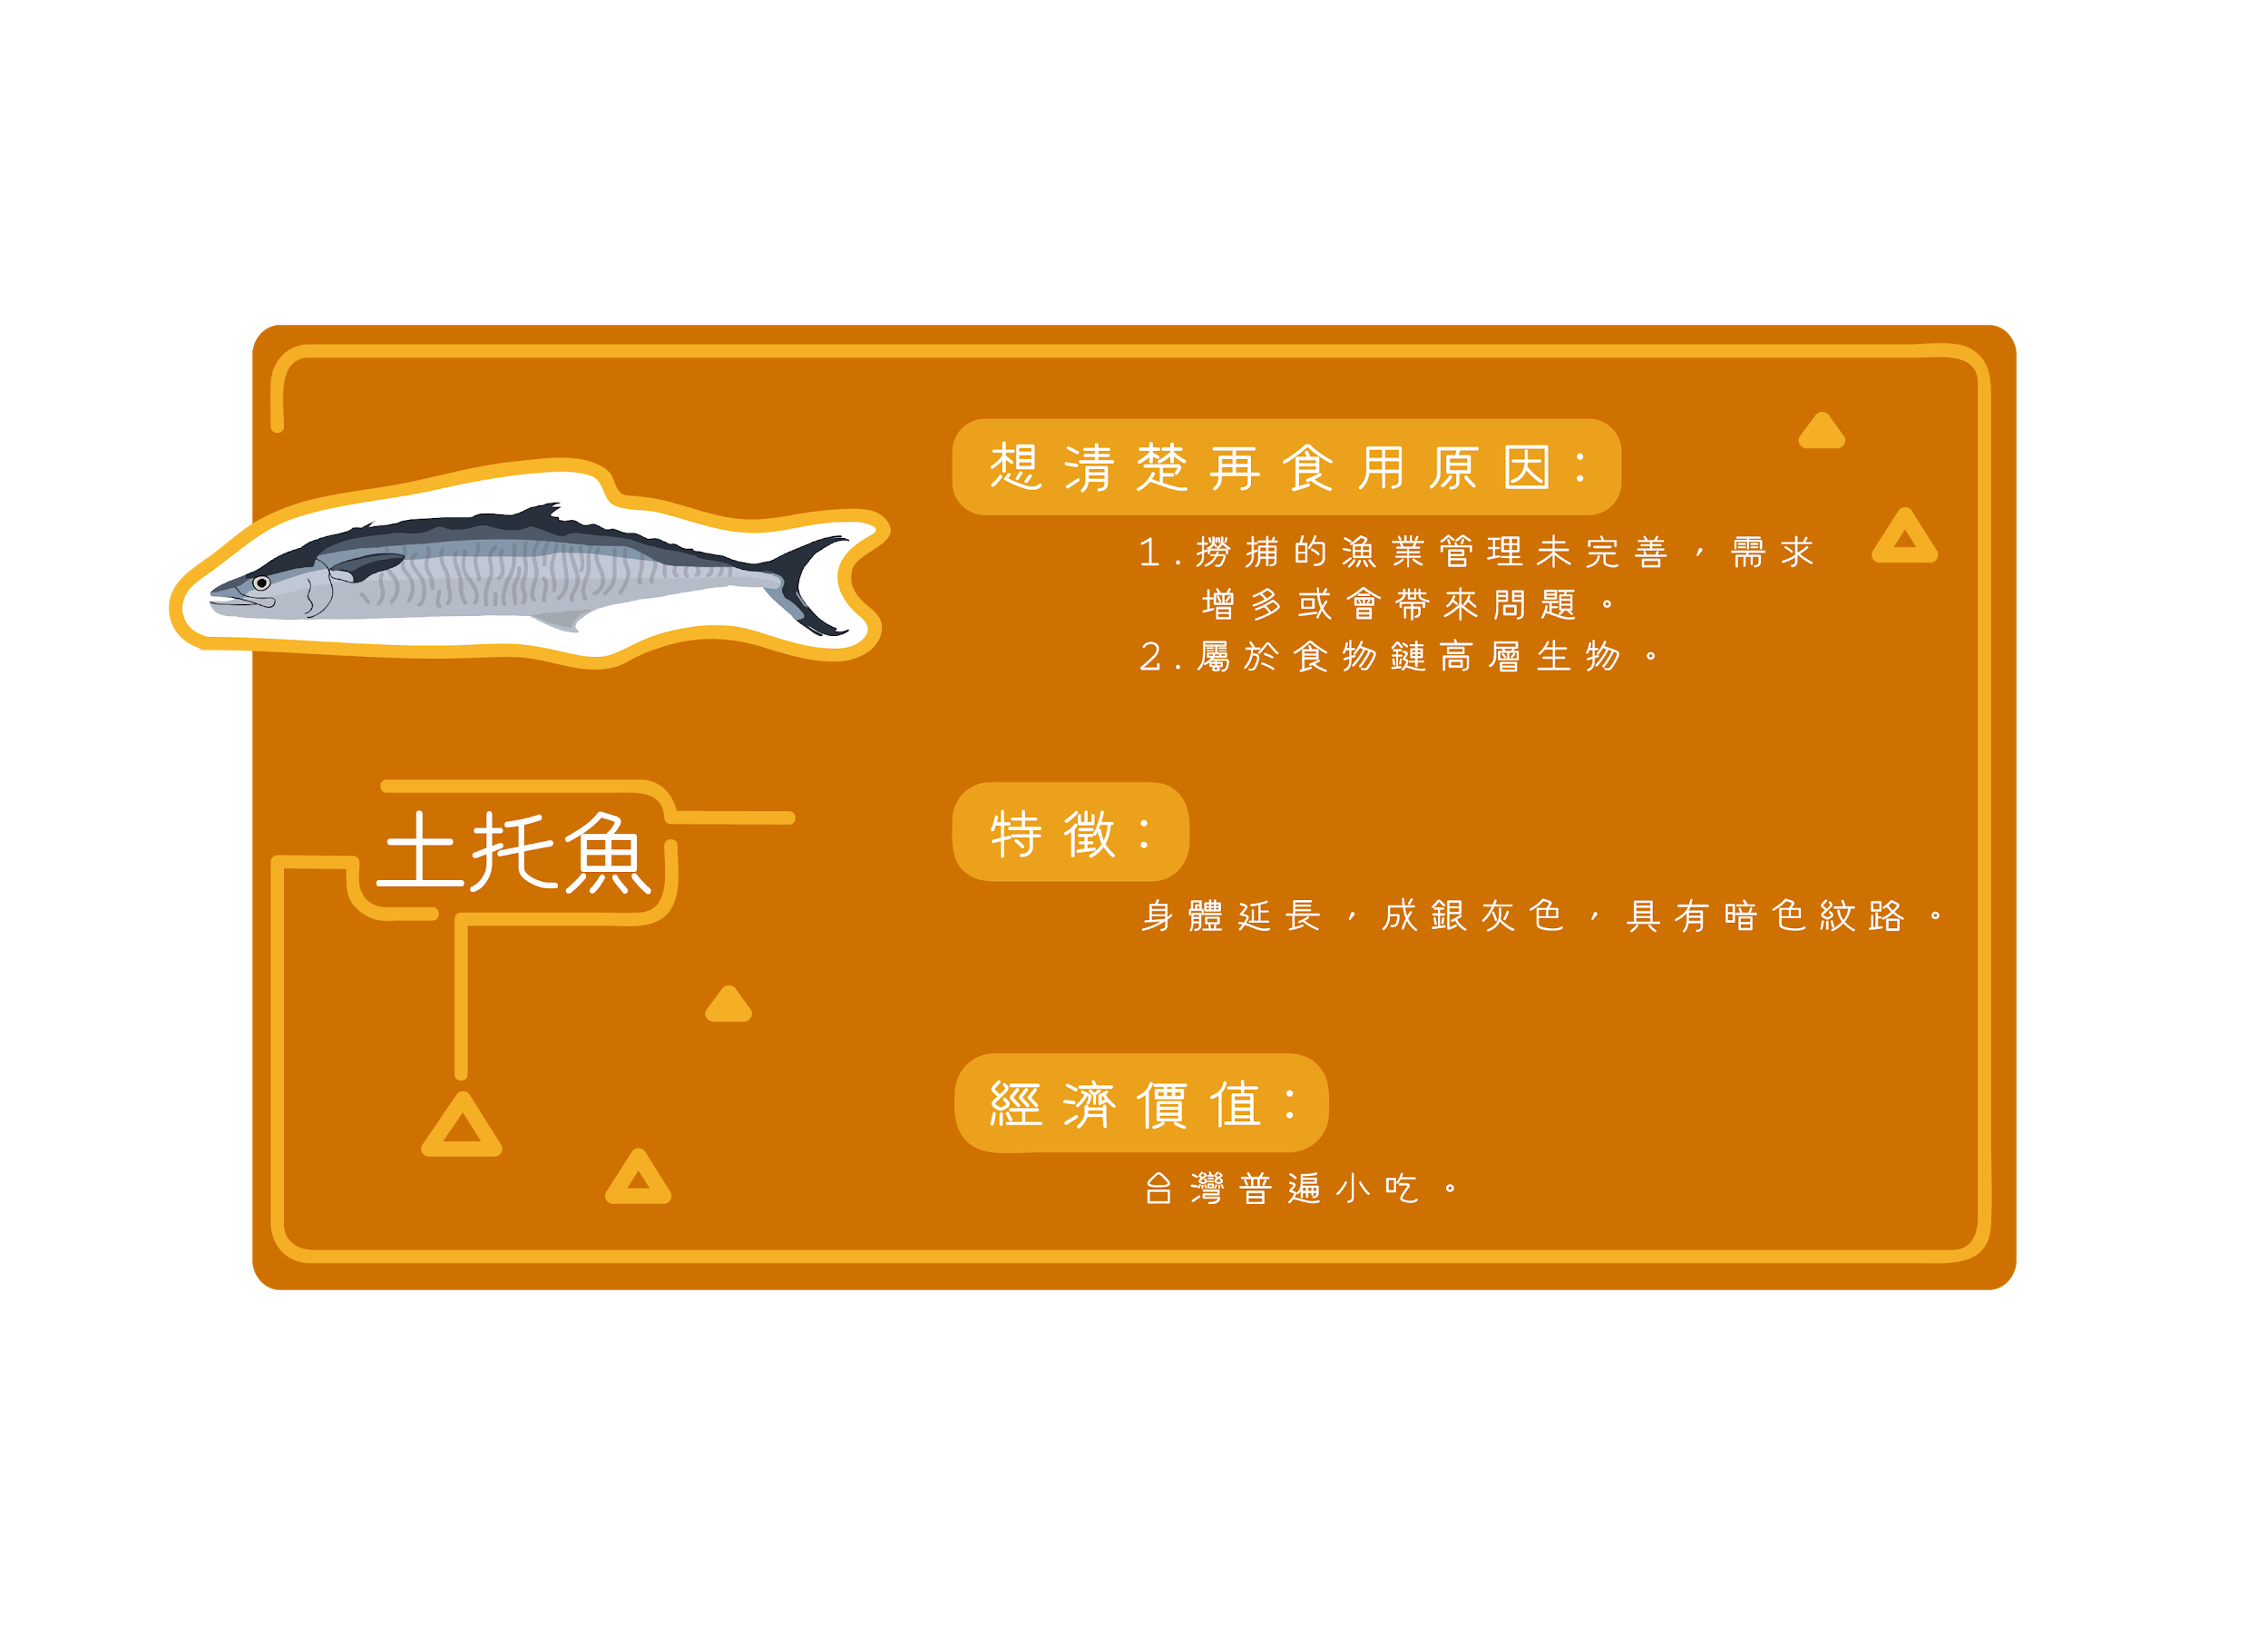 想清楚再食用原因：
1.撈捕的魚業管理未完善，需求
增多或會帶來問題。
2.屬於食物鏈高層生物。
土托魚
特徵：
身體延長，成銀灰色，具有暗色紋路。
經濟價值：
台灣普遍小吃。